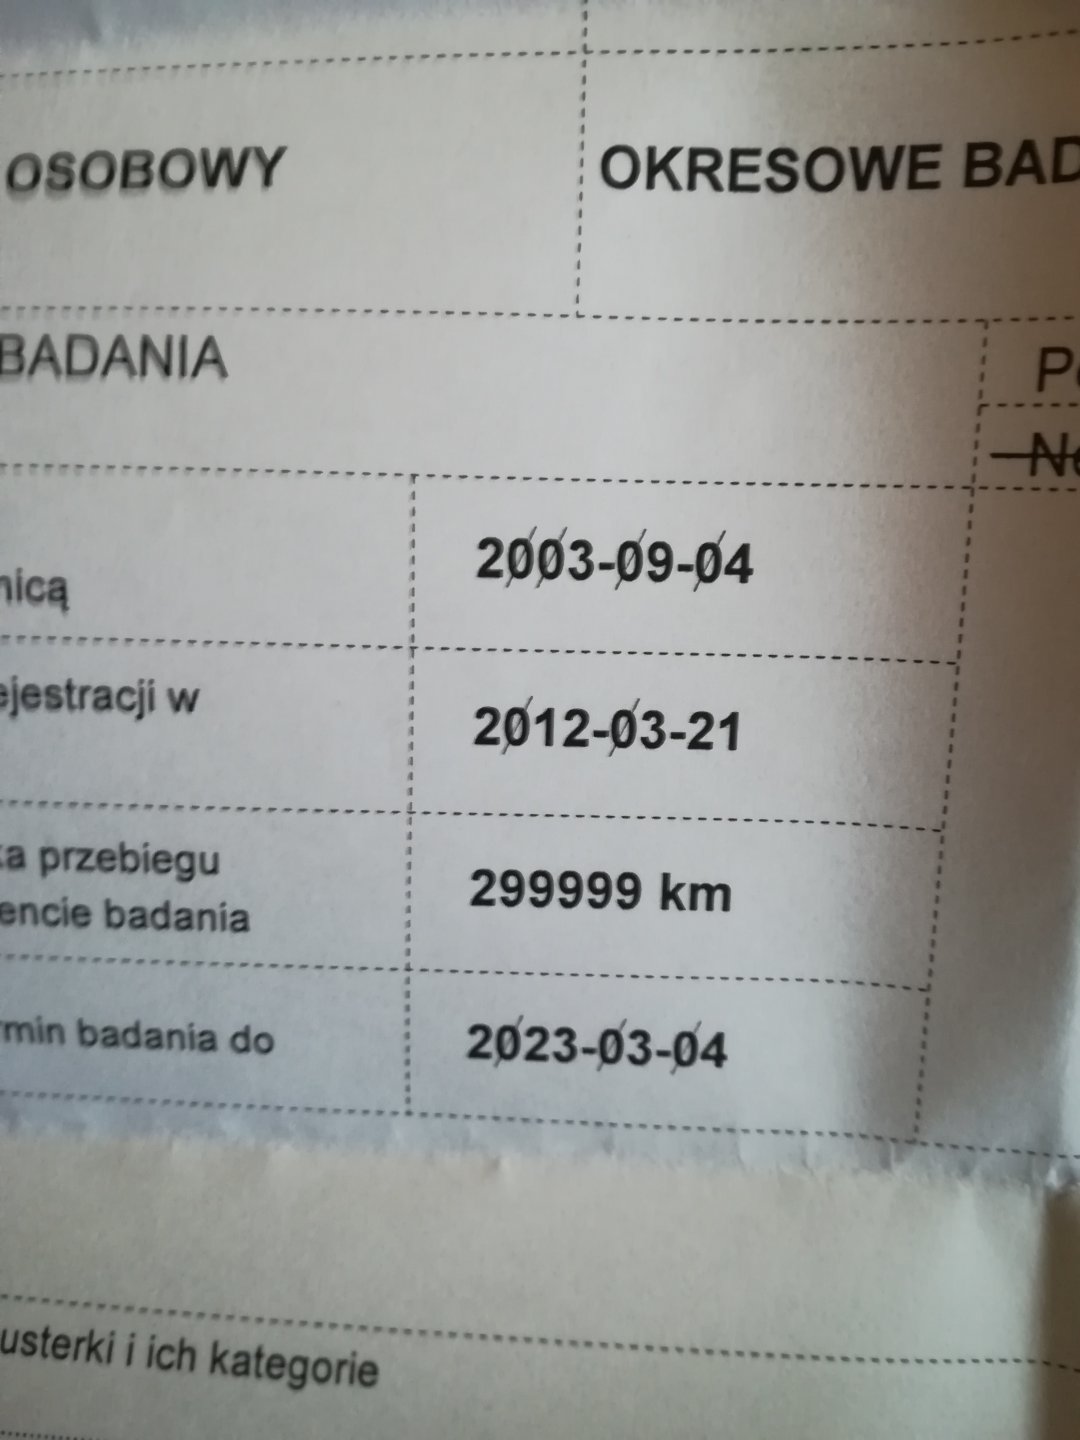 OSOBOWY
OKRESOWE BAD
BADANIA
P
N
nicą
2003-09-04
ejestracji w
2012-03-21
a przebiegu
encie badania
299999 km
rmin badania do
2023-03-04
usterki i ich kategorie